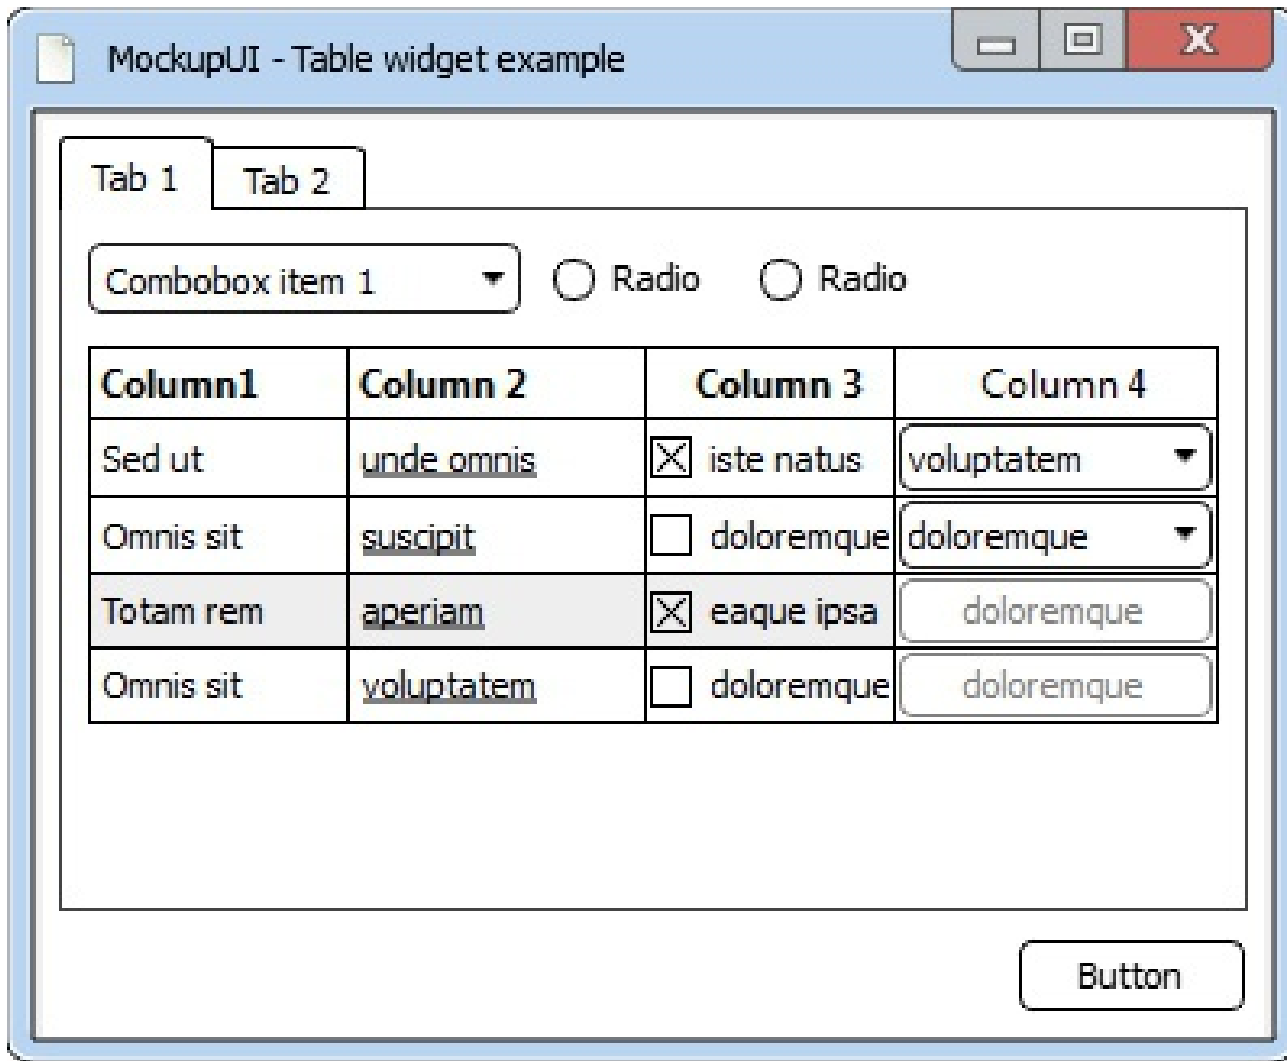 MockupUI - Table widget example
Tab 1 Tab 2
Combobox item 1 Radio Radio
Column1 Column 2 Column 3 Column 4
Sed ut unde omnis iste natus voluptatem
Omnis sit suscipit doloremque doloremque
Totam rem aperiam eaque ipsa doloremque
Omnis sit voluptatem doloremque doloremque
Button